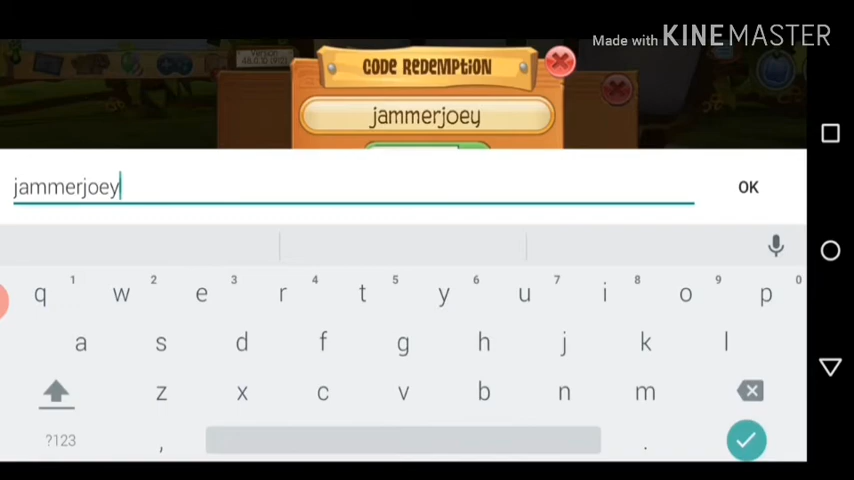 Made with KINEMASTER
CODE REDEMPTION
jammerjoey
jammerjoey
OK
1 2 3 4 5 6 7 8 9 0
q w e r t y u i o p
a s d f g h j k l
z x c v b n m
?123 , .